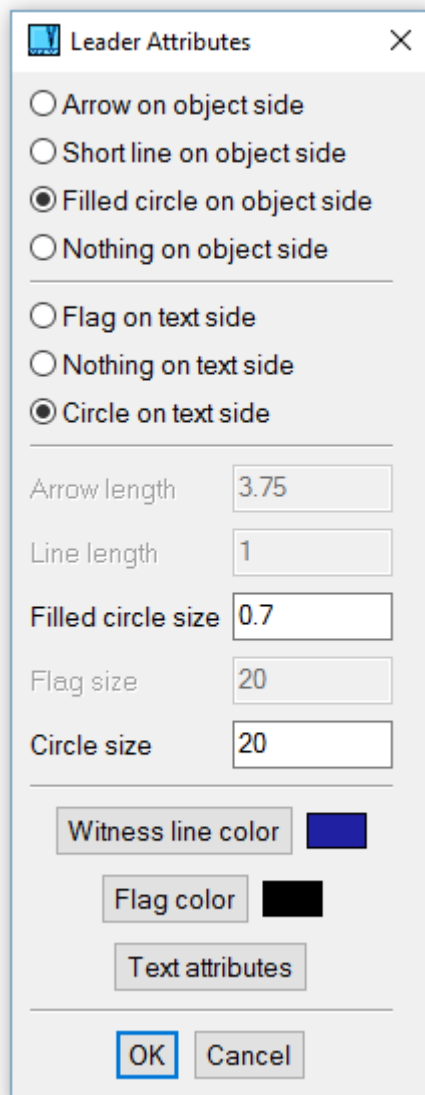 Leader Attributes
Arrow on object side
Short line on object side
Filled circle on object side
Nothing on object side
Flag on text side
Nothing on text side
Circle on text side
Arrow length 3.75
Line length 1
Filled circle size 0.7
Flag size 20
Circle size 20
Witness line color
Flag color
Text attributes
OK Cancel